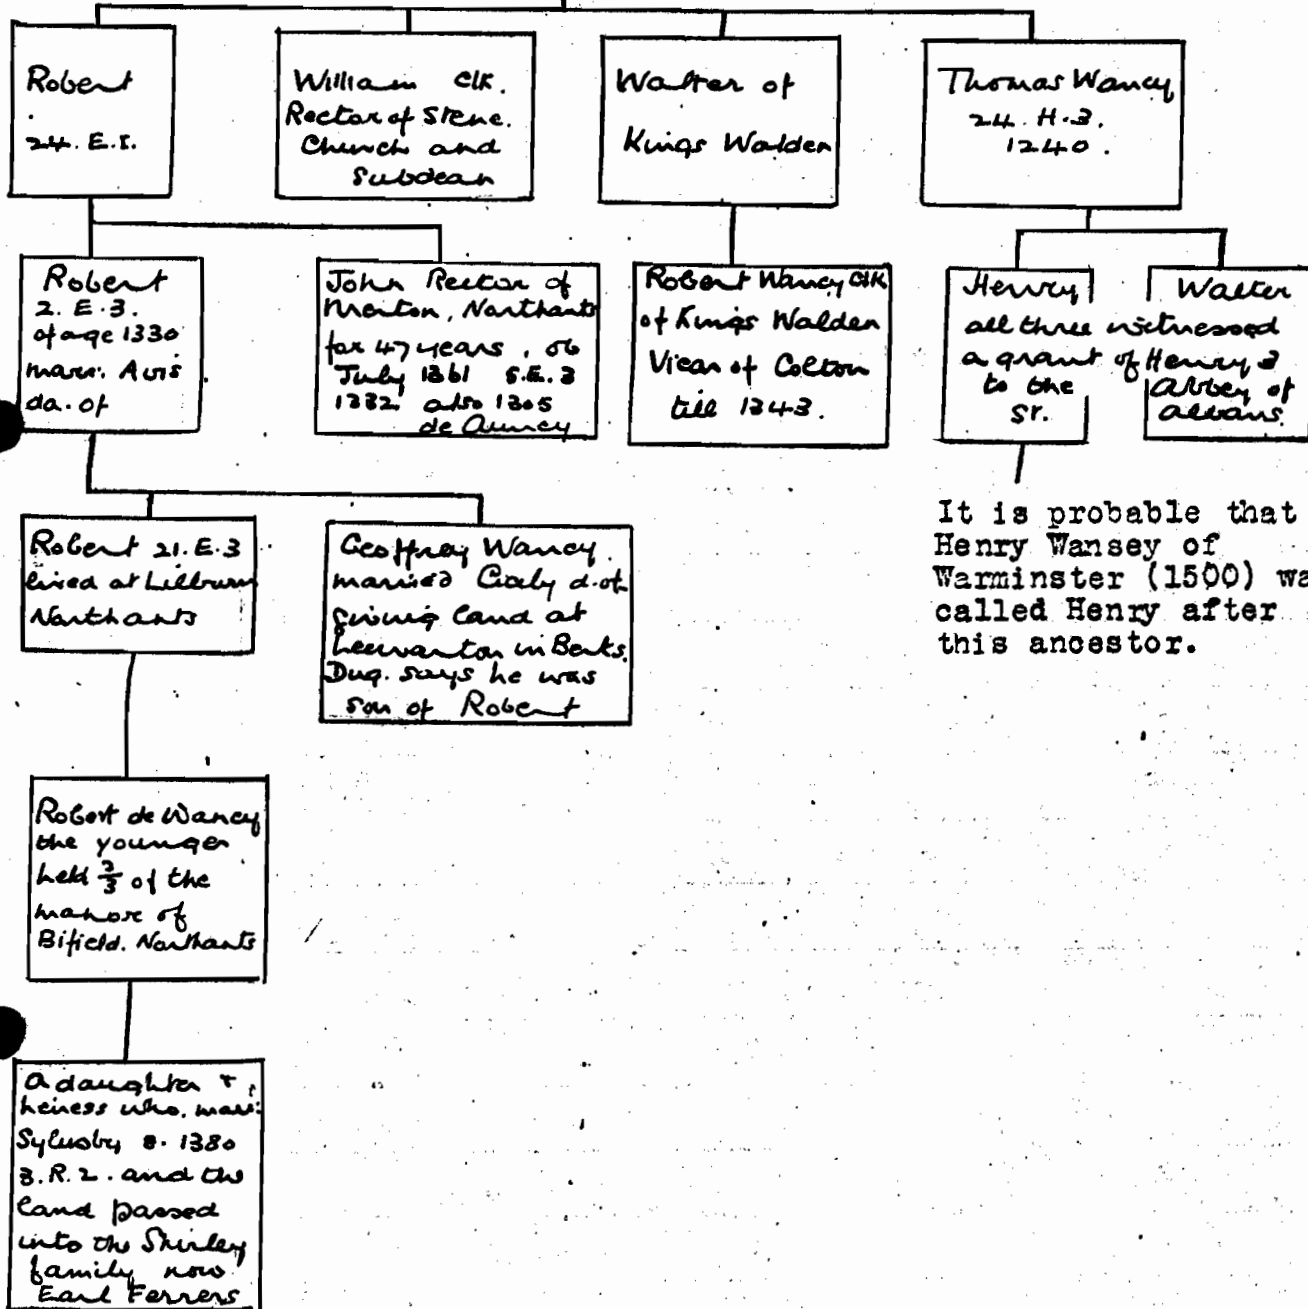 Robert
.
24. E.I.
William Clk.
Rector of Stene.
Church and
Subdean
Walter of
Kings Walden
Thomas Wancy
24. H.3.
1240.
Robert
2. E.3.
of age 1330
marr. Avis
da. of
John Rector of
Merton, Northants
for 47 years, ob
July 1361 5.E.3
1332 also 1305
de
Robert Wancy Clk
of Kings Walden
Vicar of Colton
till 1343.
Henry Walter
all three witnessed
a grant of Henry 3
to the Abbey of
St. Albans.
It is probable that
Henry Wansey of
Warminster (1500) wa
called Henry after
this ancestor.
Robert 21. E.3
lived at Lilburn
Northants
Geoffrey Wancy.
married Cicely d. of
giving land at
in Berks.
Dug. says he was
son of Robert
Robert de Wancy
the younger
held 2/3 of the
manor of
Bifield. Northants
A daughter &
heiress who marr:
1380
3.R.2. and the
land passed
into the Shirley
family now
Earl Ferrers